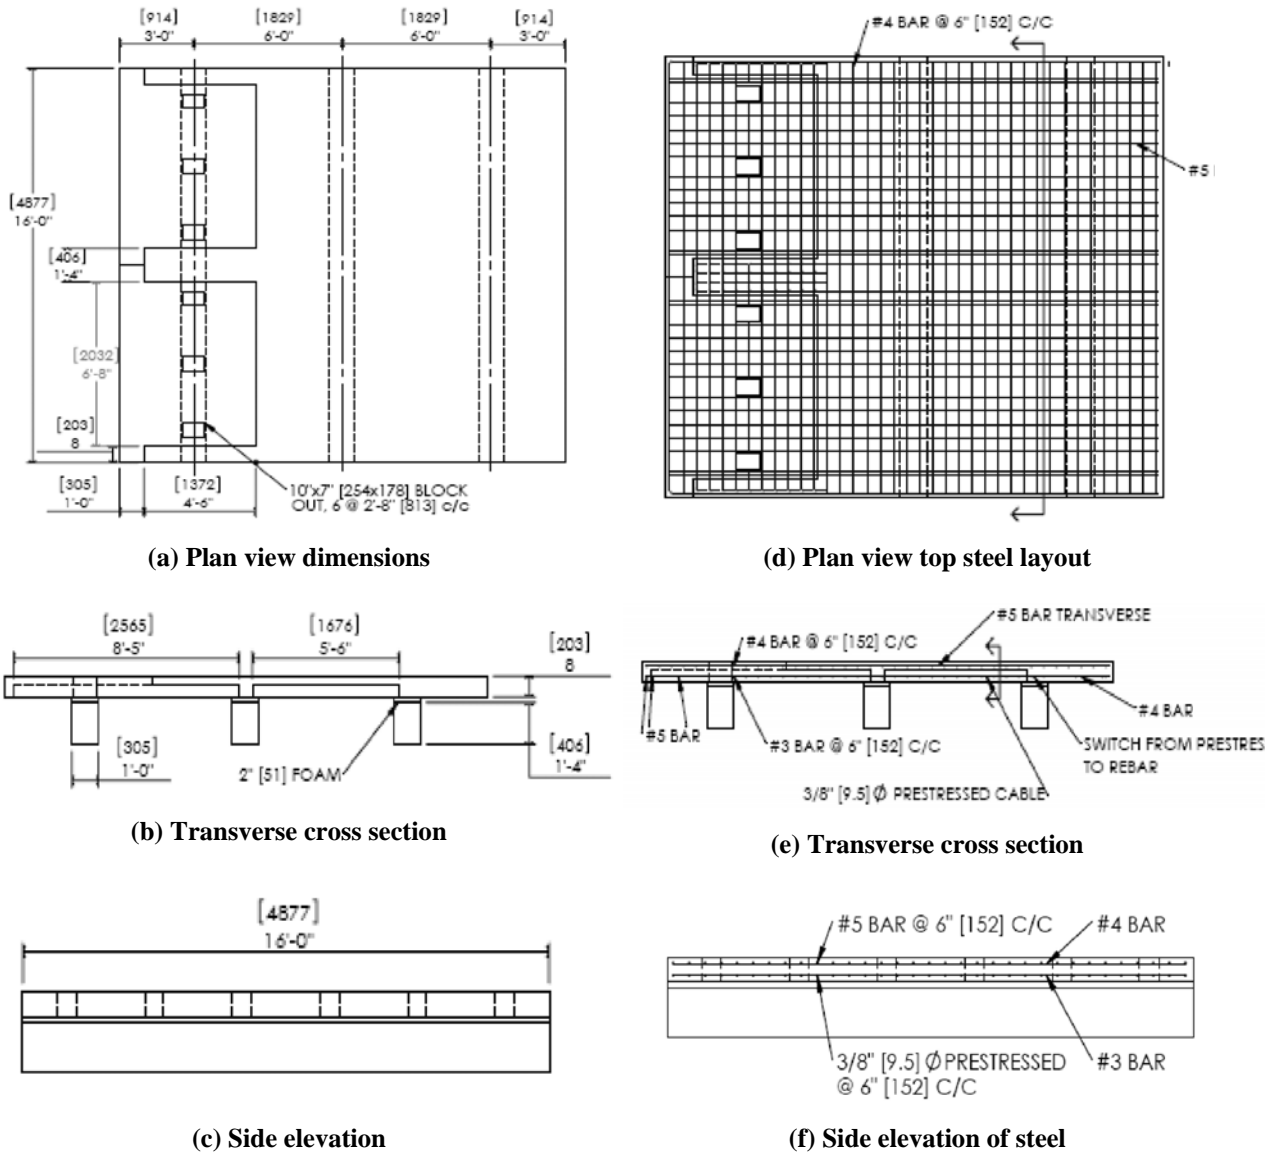 [914]
3'-0"
[1829]
6'-0"
[1829]
6'-0"
[914]
3'-0"
[4877]
16'-0"
[406]
1'-4"
[2032]
6'-8"
[203]
8
[305]
1'-0"
[1372]
4'-6"
10"x7" [254x178] BLOCK
OUT, 6 @ 2'-8" [813] c/c
(a) Plan view dimensions
#4 BAR @ 6" [152] C/C
#5
(d) Plan view top steel layout
[2565]
8'-5"
[1676]
5'-6"
[203]
8
[305]
1'-0"
2" [51] FOAM
[406]
1'-4"
(b) Transverse cross section
#5 BAR TRANSVERSE
#4 BAR @ 6" [152] C/C
#5 BAR
#3 BAR @ 6" [152] C/C
#4 BAR
SWITCH FROM PRESTRES
TO REBAR
3/8" [9.5] Ø PRESTRESSED CABLE
(e) Transverse cross section
[4877]
16'-0"
(c) Side elevation
#5 BAR @ 6" [152] C/C
#4 BAR
3/8" [9.5] Ø PRESTRESSED
@ 6" [152] C/C
#3 BAR
(f) Side elevation of steel